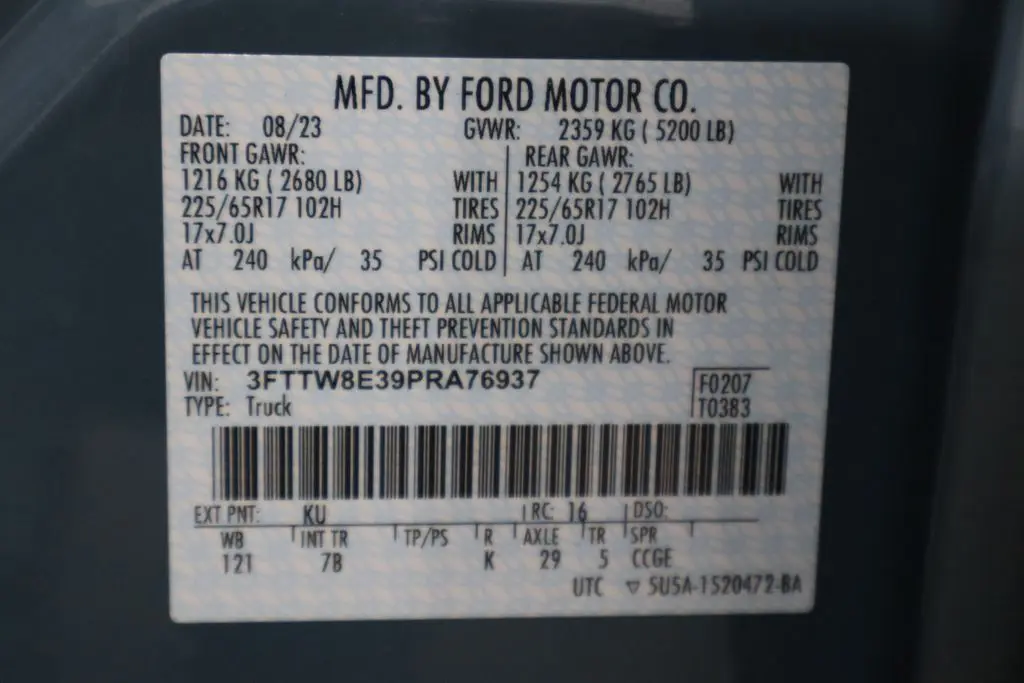 MFD. BY FORD MOTOR CO.
DATE: 08/23 GVWR: 2359 KG ( 5200 LB)
FRONT GAWR: REAR GAWR:
1216 KG ( 2680 LB) WITH 1254 KG ( 2765 LB) WITH
225/65R17 102H TIRES 225/65R17 102H TIRES
17x7.0J RIMS 17x7.0J RIMS
AT 240 kPa/ 35 PSI COLD AT 240 kPa/ 35 PSI COLD
THIS VEHICLE CONFORMS TO ALL APPLICABLE FEDERAL MOTOR
VEHICLE SAFETY AND THEFT PREVENTION STANDARDS IN
EFFECT ON THE DATE OF MANUFACTURE SHOWN ABOVE.
VIN: 3FTTW8E39PRA76937 F0207
TYPE: Truck T0383
EXT PNT: KU RC: 16 DSO:
WB INT TR TP/PS R AXLE TR SPR
121 7B K 29 5 CCGE
UTC ▽ 5U5A-1520472-BA